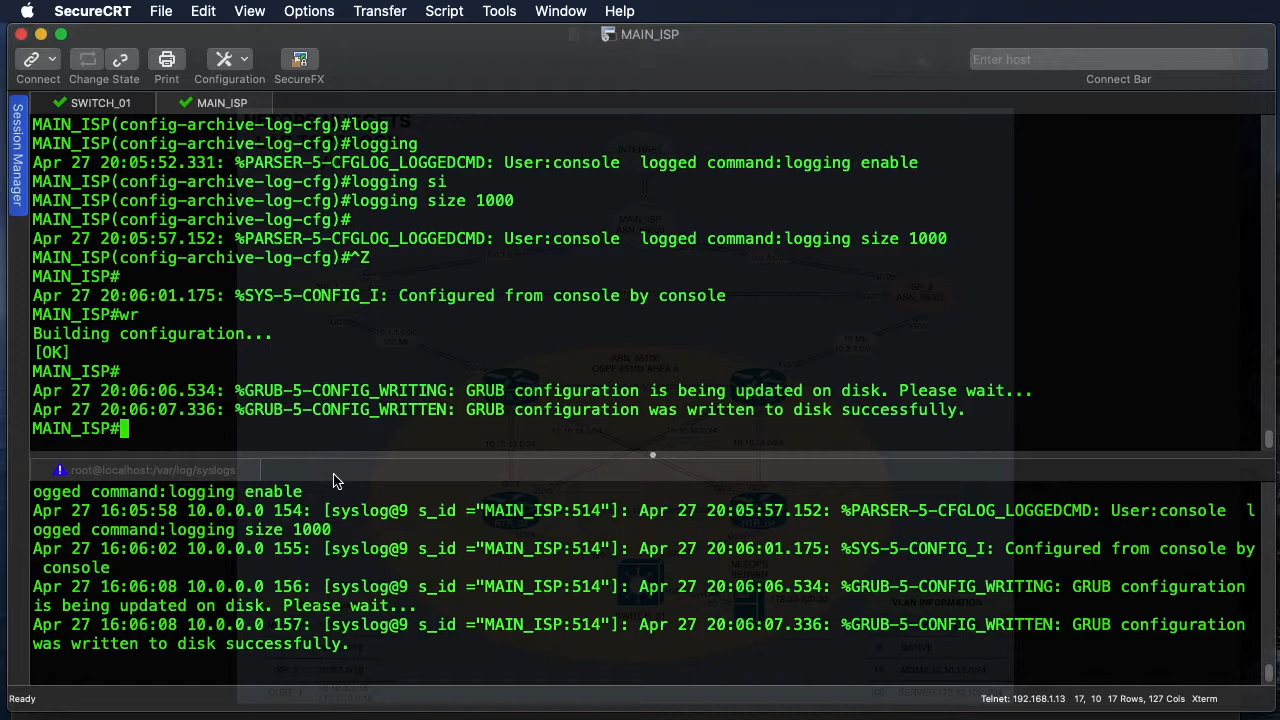 SecureCRT File Edit View Options Transfer Script Tools Window Help
MAIN_ISP
Enter host
Connect Change State Print Configuration SecureFX Connect Bar
SWITCH_01 MAIN_ISP
Session Manager
MAIN_ISP(config-archive-log-cfg)#logg
MAIN_ISP(config-archive-log-cfg)#logging
Apr 27 20:05:52.331: %PARSER-5-CFGLOG_LOGGEDCMD: User:console  logged command:logging enable
MAIN_ISP(config-archive-log-cfg)#logging si
MAIN_ISP(config-archive-log-cfg)#logging size 1000
MAIN_ISP(config-archive-log-cfg)#
Apr 27 20:05:57.152: %PARSER-5-CFGLOG_LOGGEDCMD: User:console  logged command:logging size 1000
MAIN_ISP(config-archive-log-cfg)#^Z
MAIN_ISP#
Apr 27 20:06:01.175: %SYS-5-CONFIG_I: Configured from console by console
MAIN_ISP#wr
Building configuration...
[OK]
MAIN_ISP#
Apr 27 20:06:06.534: %GRUB-5-CONFIG_WRITING: GRUB configuration is being updated on disk. Please wait...
Apr 27 20:06:07.336: %GRUB-5-CONFIG_WRITTEN: GRUB configuration was written to disk successfully.
MAIN_ISP#
root@localhost:/var/log/syslogs
ogged command:logging enable
Apr 27 16:05:58 10.0.0.0 154: [syslog@9 s_id ="MAIN_ISP:514"]: Apr 27 20:05:57.152: %PARSER-5-CFGLOG_LOGGEDCMD: User:console  l
ogged command:logging size 1000
Apr 27 16:06:02 10.0.0.0 155: [syslog@9 s_id ="MAIN_ISP:514"]: Apr 27 20:06:01.175: %SYS-5-CONFIG_I: Configured from console by
 console
Apr 27 16:06:08 10.0.0.0 156: [syslog@9 s_id ="MAIN_ISP:514"]: Apr 27 20:06:06.534: %GRUB-5-CONFIG_WRITING: GRUB configuration
is being updated on disk. Please wait...
Apr 27 16:06:08 10.0.0.0 157: [syslog@9 s_id ="MAIN_ISP:514"]: Apr 27 20:06:07.336: %GRUB-5-CONFIG_WRITTEN: GRUB configuration
was written to disk successfully.
Ready Telnet: 192.168.1.13 17, 10 17 Rows, 127 Cols Xterm